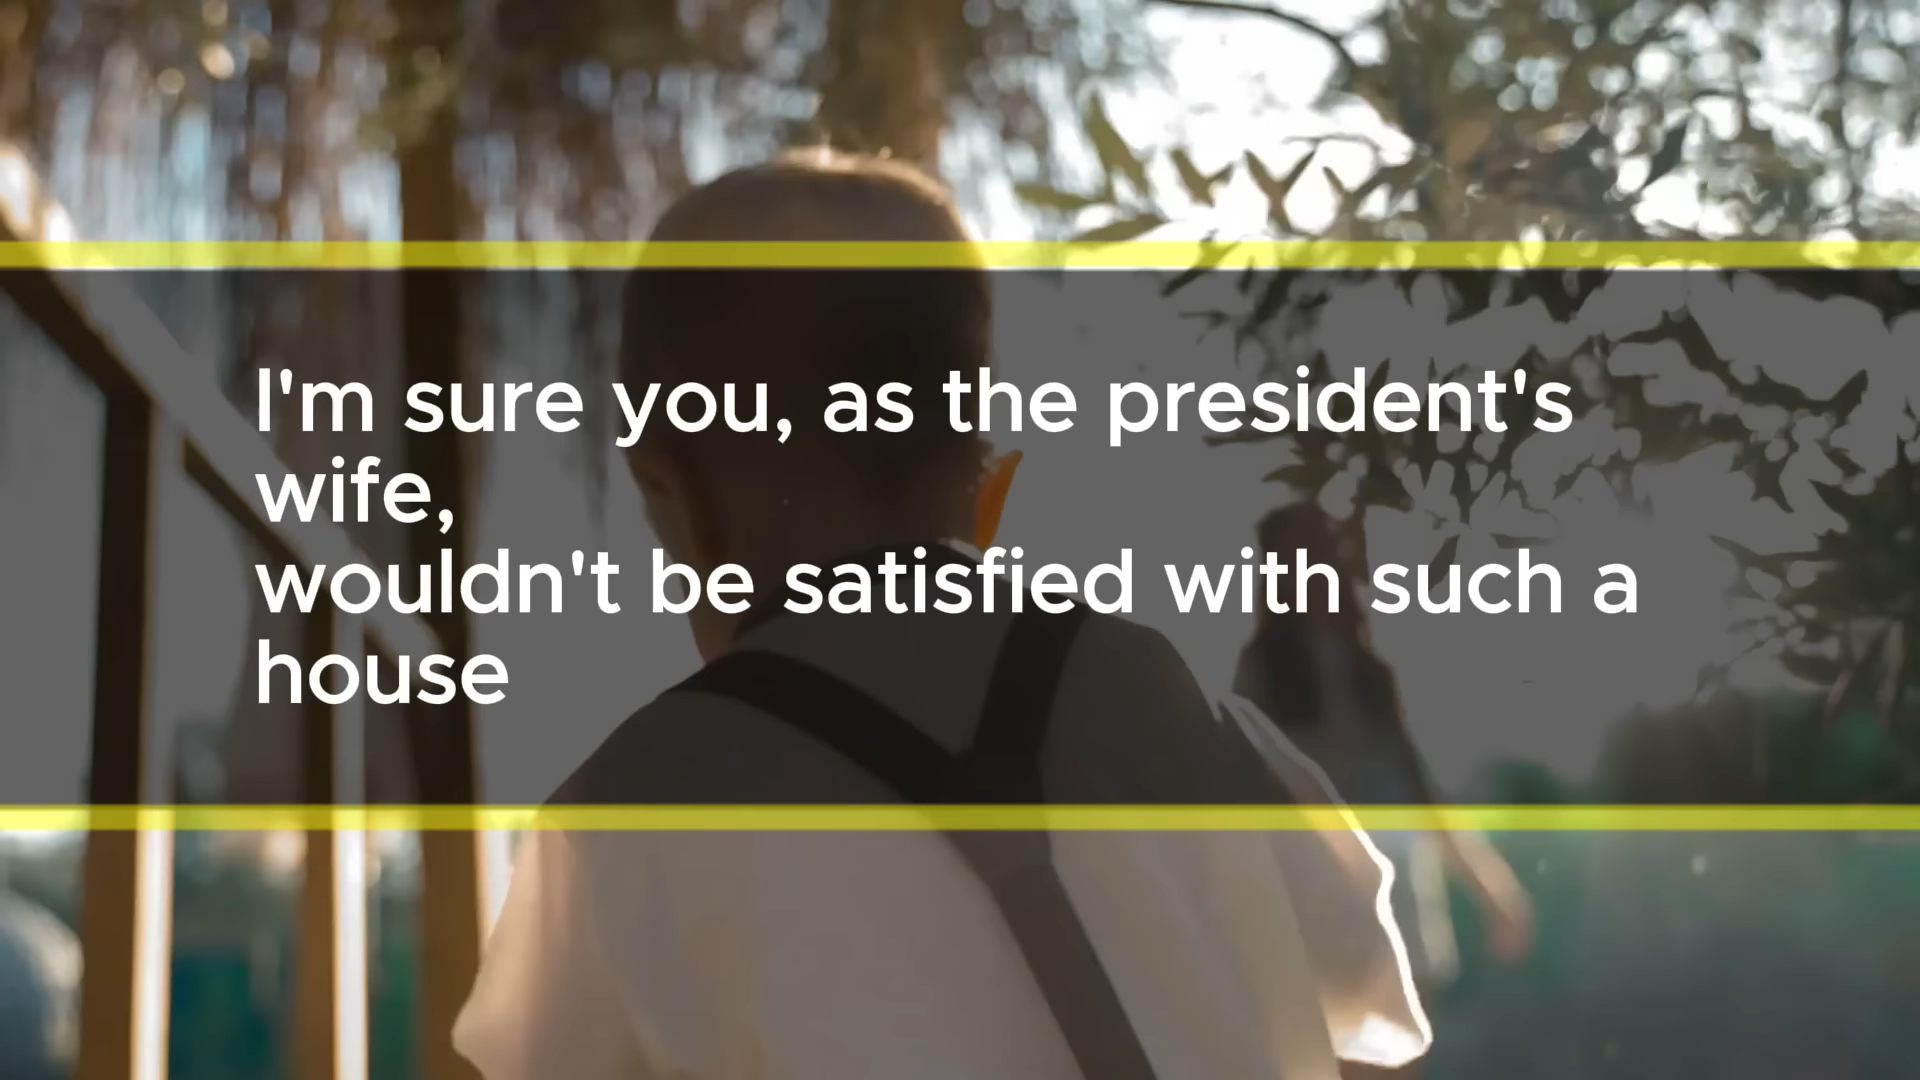 I'm sure you, as the president's
wife,
wouldn't be satisfied with such a
house